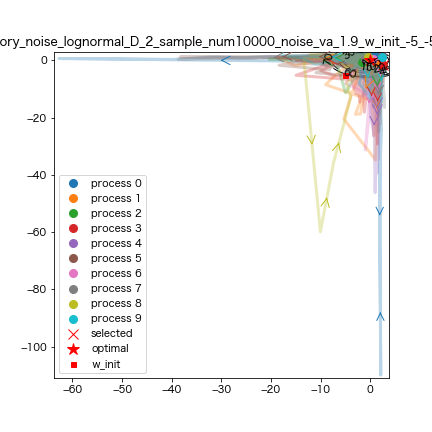 ory_noise_lognormal_D_2_sample_num10000_noise_va_1.9_w_init_-5_-5
0
−20
−40
−60
−80
−100
−60
−50
−40
−30
−20
−10
0
process 0
process 1
process 2
process 3
process 4
process 5
process 6
process 7
process 8
process 9
selected
optimal
w_init